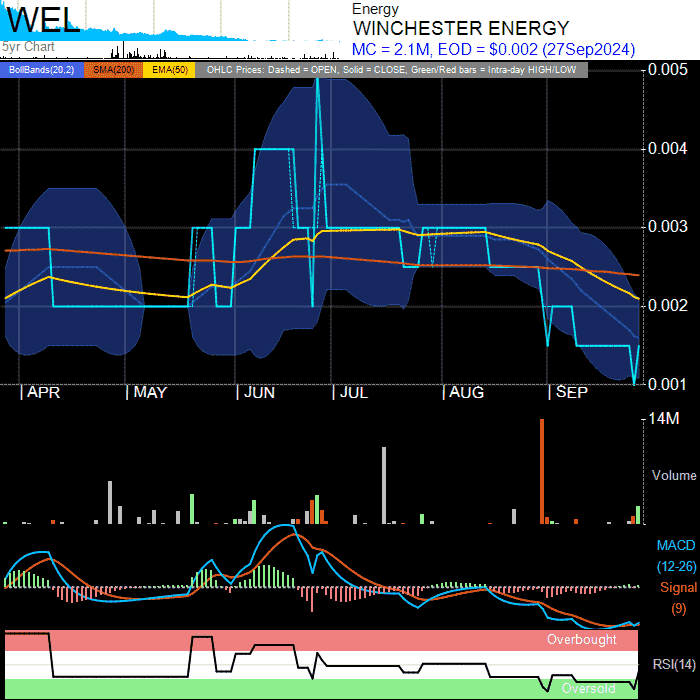 WEL
5yr Chart
Energy
WINCHESTER ENERGY
MC = 2.1M, EOD = $0.002 (27Sep2024)
BollBands(20,2) SMA(200) EMA(50) OHLC Prices: Dashed = OPEN, Solid = CLOSE, Green/Red bars = Intra-day HIGH/LOW
0.005
0.004
0.003
0.002
0.001
APR MAY JUN JUL AUG SEP
14M
Volume
MACD
(12-26)
Signal
(9)
Overbought
RSI(14)
Oversold